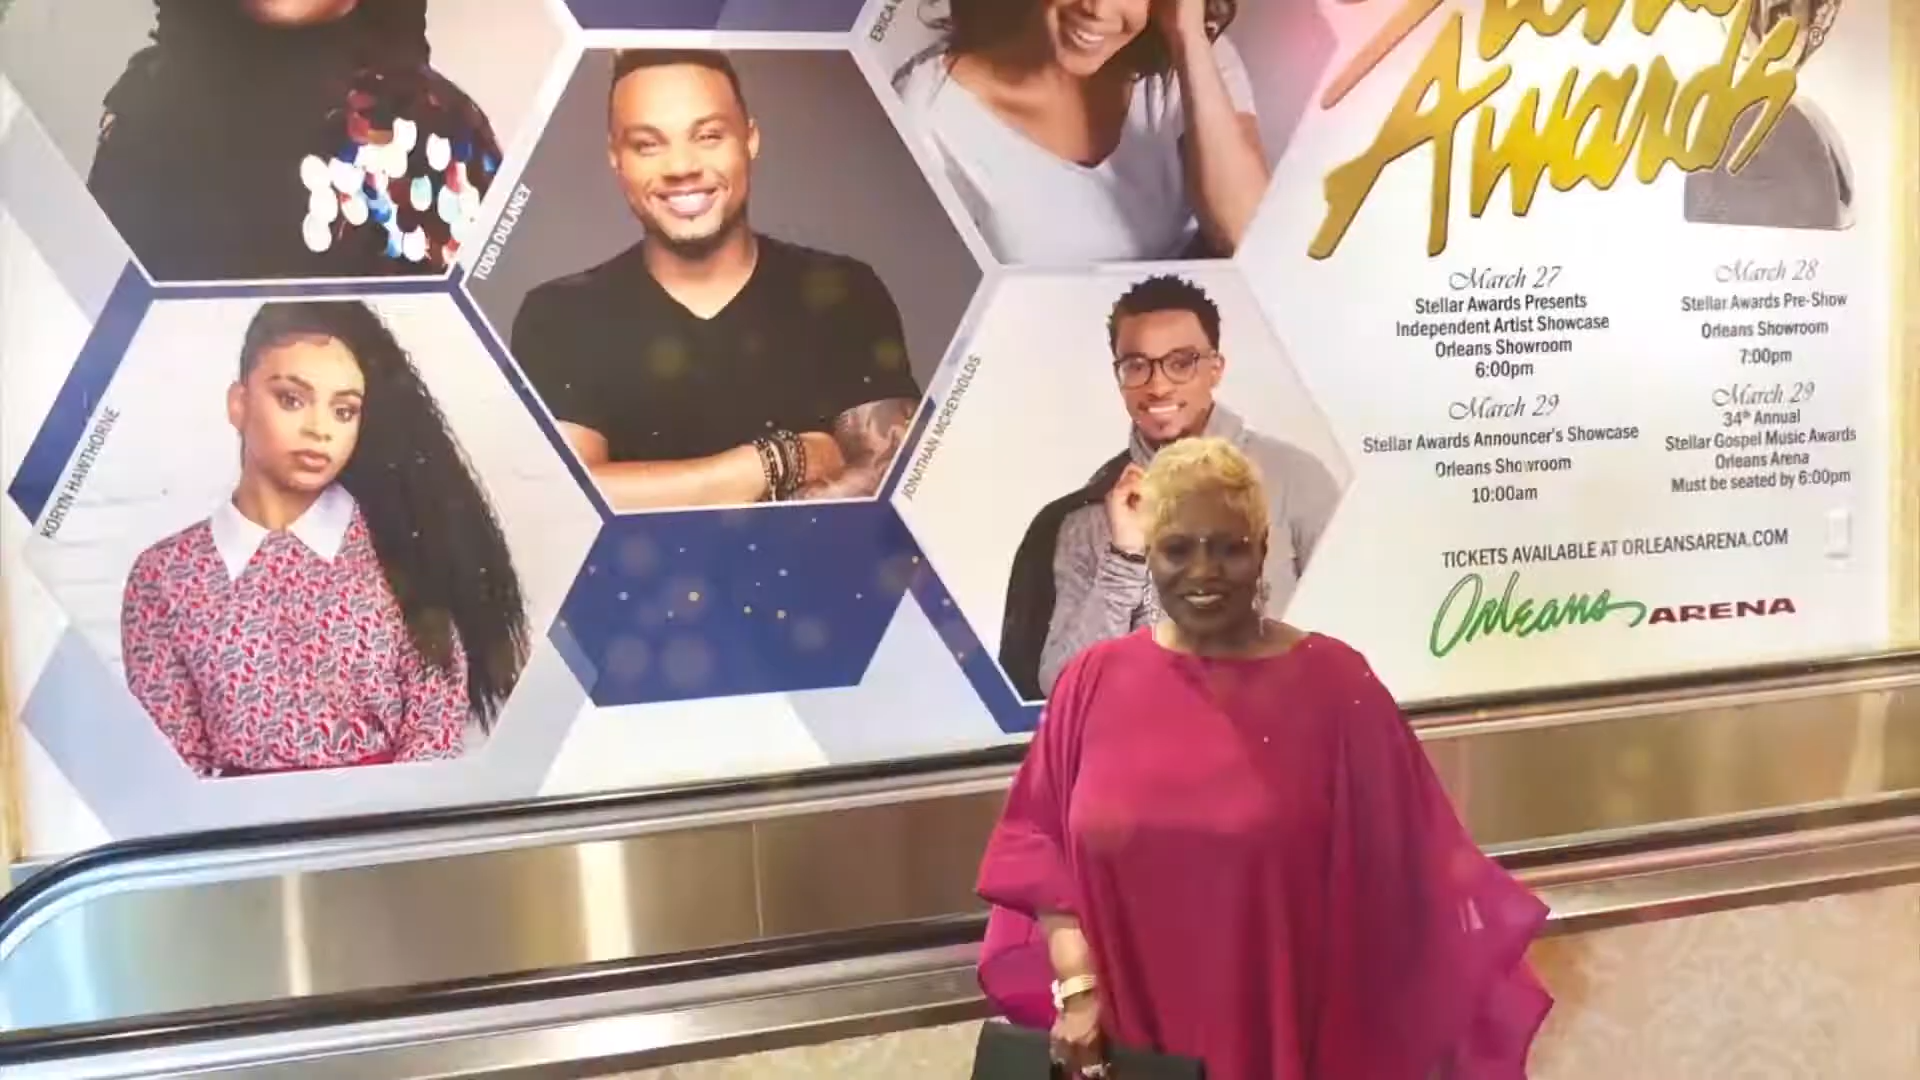 ERICA
Awards
®
TODD DULANEY
KORYN HAWTHORNE
JONATHAN MCREYNOLDS
March 27
Stellar Awards Presents
Independent Artist Showcase
Orleans Showroom
6:00pm
March 28
Stellar Awards Pre-Show
Orleans Showroom
7:00pm
March 29
Stellar Awards Announcer's Showcase
Orleans Showroom
10:00am
March 29
34th Annual
Stellar Gospel Music Awards
Orleans Arena
Must be seated by 6:00pm
TICKETS AVAILABLE AT ORLEANSARENA.COM
Orleans ARENA